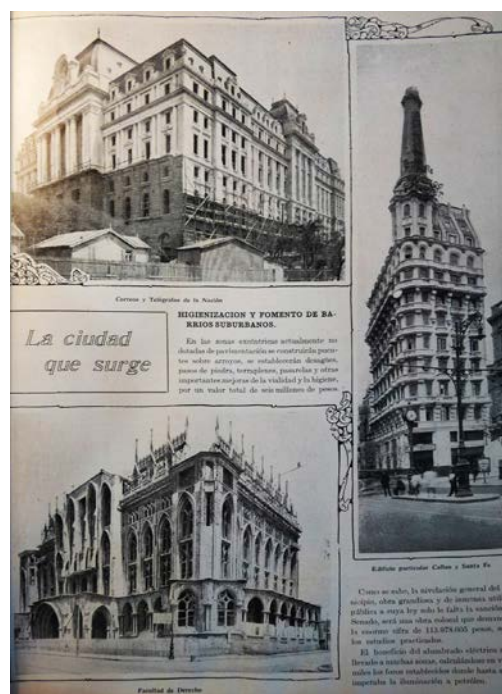 Correos y Telégrafos de la Nación
La ciudad
que surge
HIGIENIZACION Y FOMENTO DE BA-
RRIOS SUBURBANOS.
En las zonas excéntricas actualmente no
dotadas de pavimentación se construirán puen-
tes sobre arroyos, se establecerán desagües,
pasos de piedra, terraplenes, pasarelas y otras
importantes mejoras de la vialidad y la higiene,
por un valor total de seis millones de pesos
Edificio particular Callao y Santa Fe
Como se sabe, la nivelación general del
nicipio, obra grandiosa y de inmensa util
pública a cuya ley solo le falta la sanció
Senado, será una obra colosal que deman
la enorme cifra de 113.978.605 pesos, s
los estudios practicados.
El beneficio del alumbrado eléctrico
llevado a muchas zonas, calculándose en
miles los focos establecidos donde hasta
imperaba la iluminación a petróleo.
Facultad de Derecho